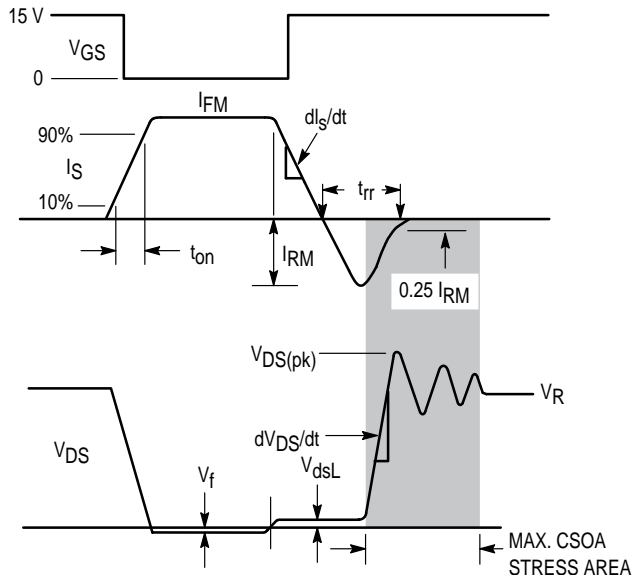 15 V
VGS
0
IFM
90%
dIs/dt
IS
trr
10%
ton
IRM
0.25 IRM
VDS(pk)
VR
dVDS/dt
VDS
Vf
VdsL
MAX. CSOA
STRESS AREA